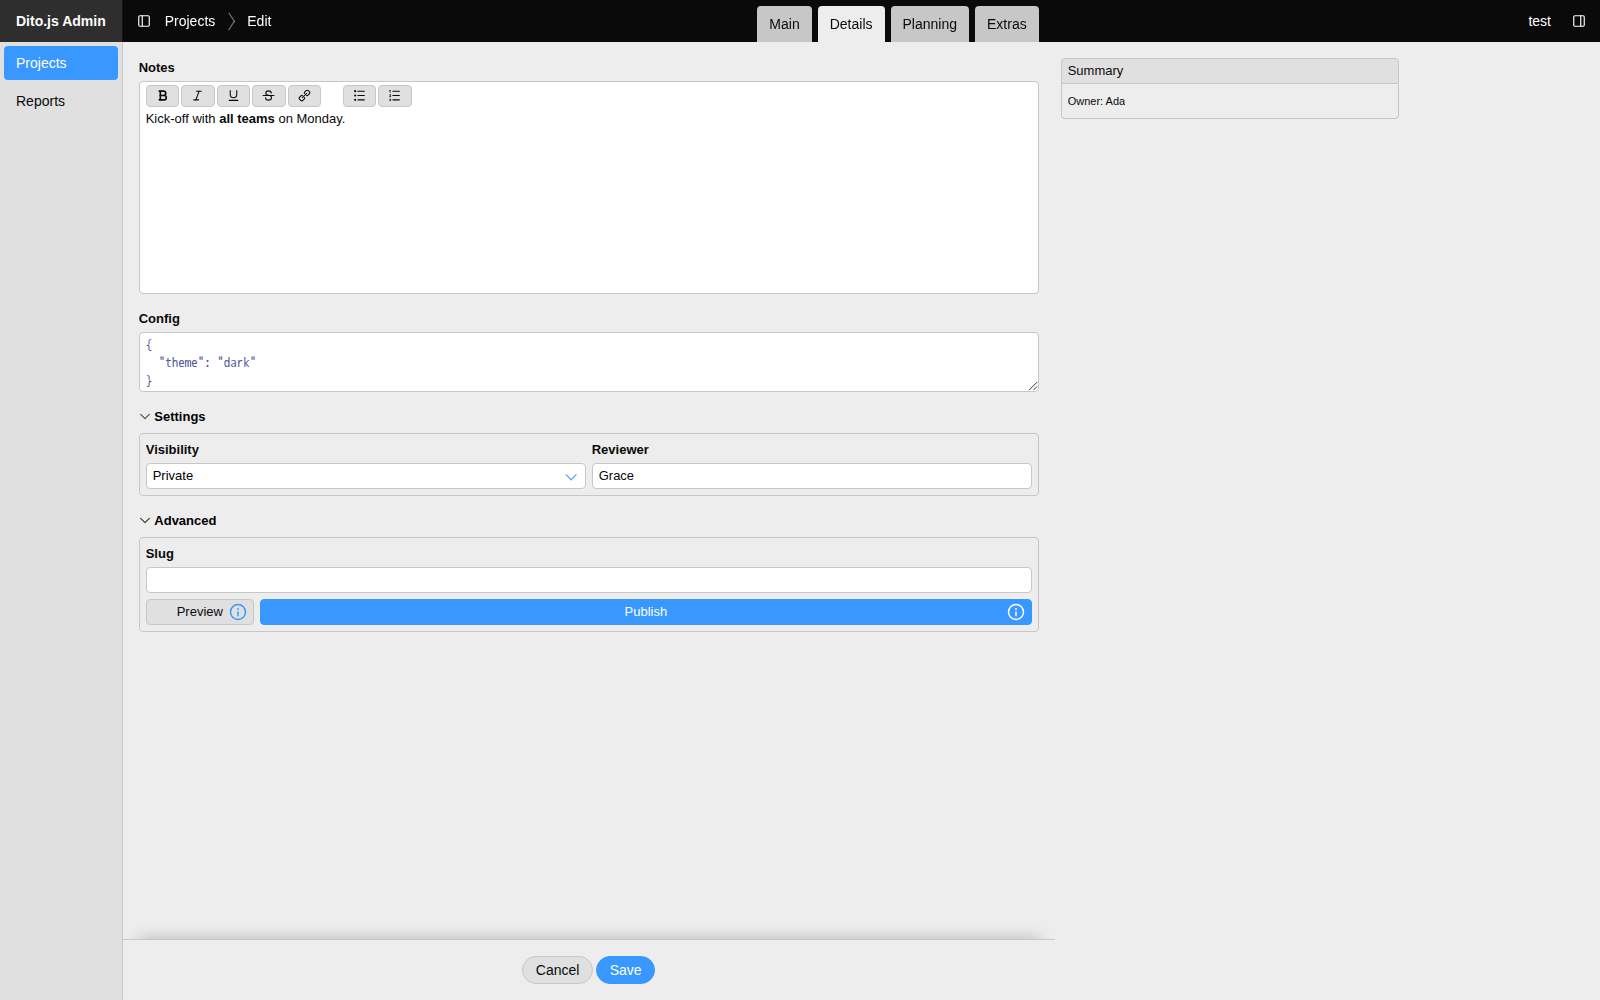 Dito.js Admin
Projects
Edit
Main
Details
Planning
Extras
test
Projects
Reports
Notes
Kick-off with all teams on Monday.
Config
{
"theme": "dark"
}
Settings
Visibility
Reviewer
Private
Grace
Advanced
Slug
Preview
Publish
Summary
Owner: Ada
Cancel
Save